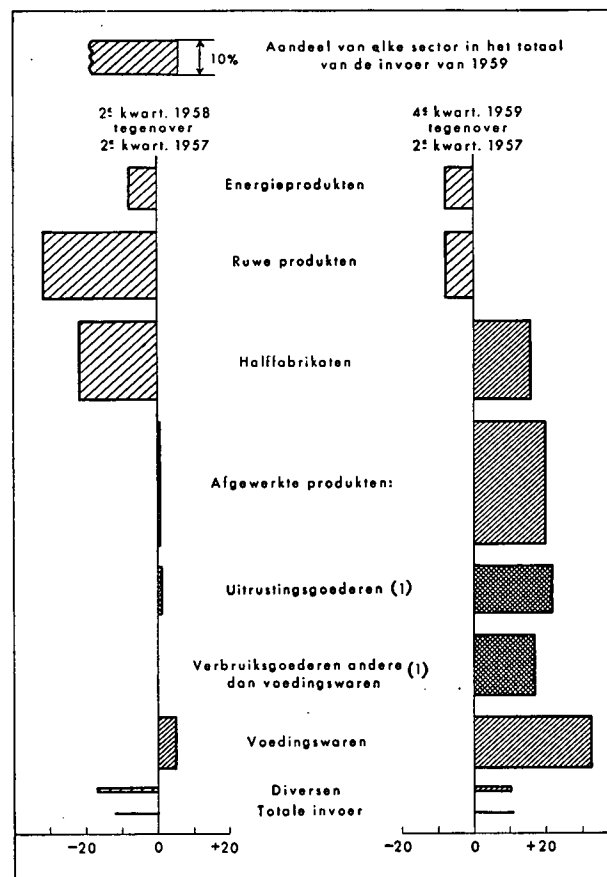 10%
Aandeel van elke sector in het totaal
van de invoer van 1959
2e kwart. 1958
tegenover
2e kwart. 1957
4e kwart. 1959
tegenover
2e kwart. 1957
Energieprodukten
Ruwe produkten
Halffabrikaten
Afgewerkte produkten:
Uitrustingsgoederen (1)
Verbruiksgoederen andere (1)
dan voedingswaren
Voedingswaren
Diversen
Totale invoer
−20 0 +20 −20 0 +20